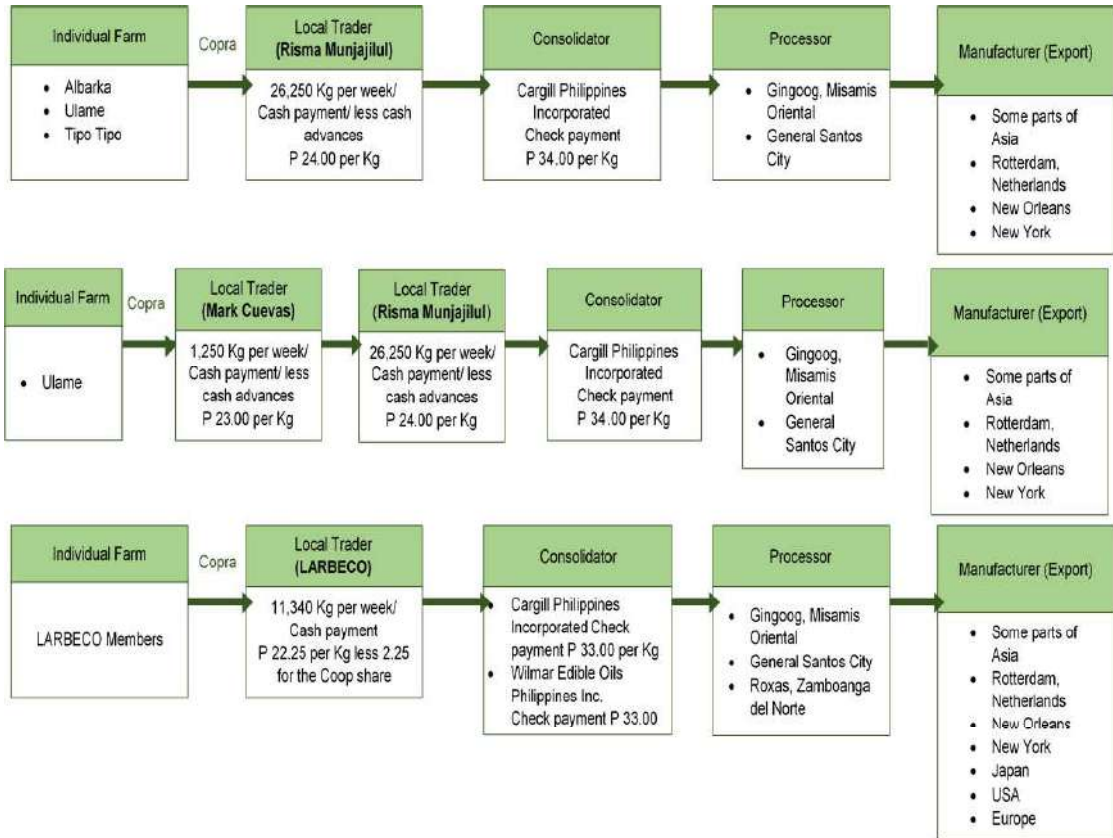 Individual Farm
• Albarka
• Ulame
• Tipo Tipo
Copra
Local Trader
(Risma Munjajilul)
26,250 Kg per week/
Cash payment/ less cash
advances
P 24.00 per Kg
Consolidator
Cargill Philippines
Incorporated
Check payment
P 34.00 per Kg
Processor
• Gingoog, Misamis
Oriental
• General Santos
City
Manufacturer (Export)
• Some parts of
Asia
• Rotterdam,
Netherlands
• New Orleans
• New York
Individual Farm
• Ulame
Copra
Local Trader
(Mark Cuevas)
1,250 Kg per week/
Cash payment/ less
cash advances
P 23.00 per Kg
Local Trader
(Risma Munjajilul)
26,250 Kg per week/
Cash payment/ less
cash advances
P 24.00 per Kg
Consolidator
Cargill Philippines
Incorporated
Check payment
P 34.00 per Kg
Processor
• Gingoog,
Misamis
Oriental
• General
Santos City
Manufacturer (Export)
• Some parts of
Asia
• Rotterdam,
Netherlands
• New Orleans
• New York
Individual Farm
LARBECO Members
Copra
Local Trader
(LARBECO)
11,340 Kg per week/
Cash payment
P 22.25 per Kg less 2.25
for the Coop share
Consolidator
• Cargill Philippines
Incorporated Check
payment P 33.00 per Kg
• Wilmar Edible Oils
Philippines Inc.
Check payment P 33.00
Processor
• Gingoog, Misamis
Oriental
• General Santos City
• Roxas, Zamboanga
del Norte
Manufacturer (Export)
• Some parts of
Asia
• Rotterdam,
Netherlands
• New Orleans
• New York
• Japan
• USA
• Europe